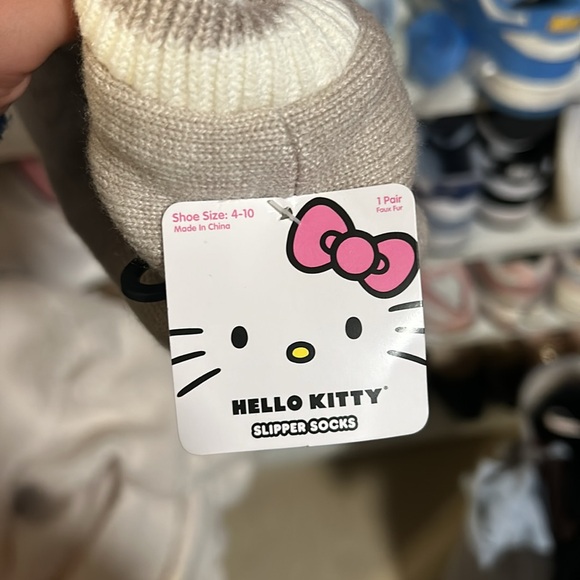 Shoe Size: 4-10
Made In China
1 Pair
Faux Fur
HELLO KITTY®
SLIPPER SOCKS